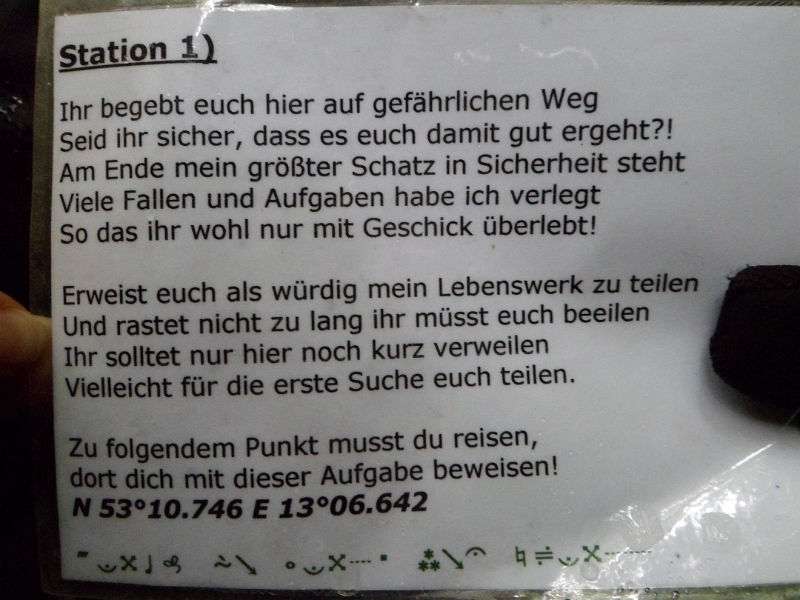 Station 1)
Ihr begebt euch hier auf gefährlichen Weg
Seid ihr sicher, dass es euch damit gut ergeht?!
Am Ende mein größter Schatz in Sicherheit steht
Viele Fallen und Aufgaben habe ich verlegt
So das ihr wohl nur mit Geschick überlebt!
Erweist euch als würdig mein Lebenswerk zu teilen
Und rastet nicht zu lang ihr müsst euch beeilen
Ihr solltet nur hier noch kurz verweilen
Vielleicht für die erste Suche euch teilen.
Zu folgendem Punkt musst du reisen,
dort dich mit dieser Aufgabe beweisen!
N 53°10.746 E 13°06.642